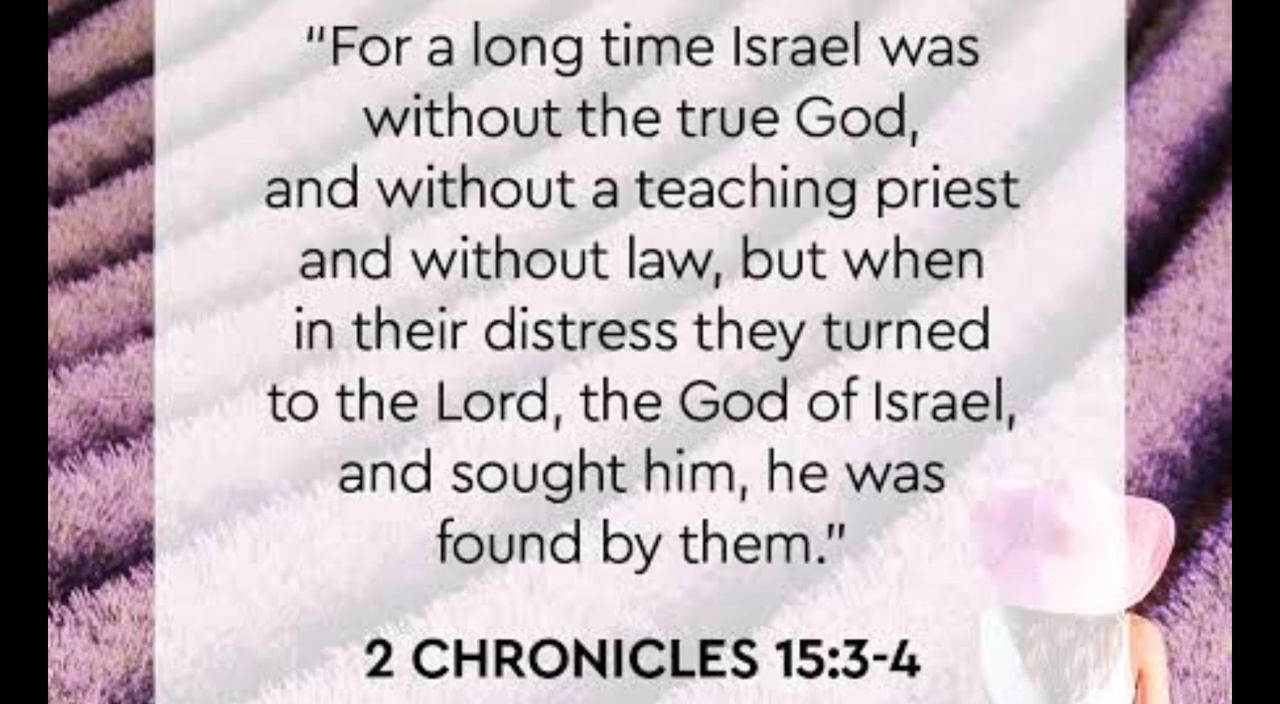 "For a long time Israel was
without the true God,
and without a teaching priest
and without law, but when
in their distress they turned
to the Lord, the God of Israel,
and sought him, he was
found by them."
2 CHRONICLES 15:3-4